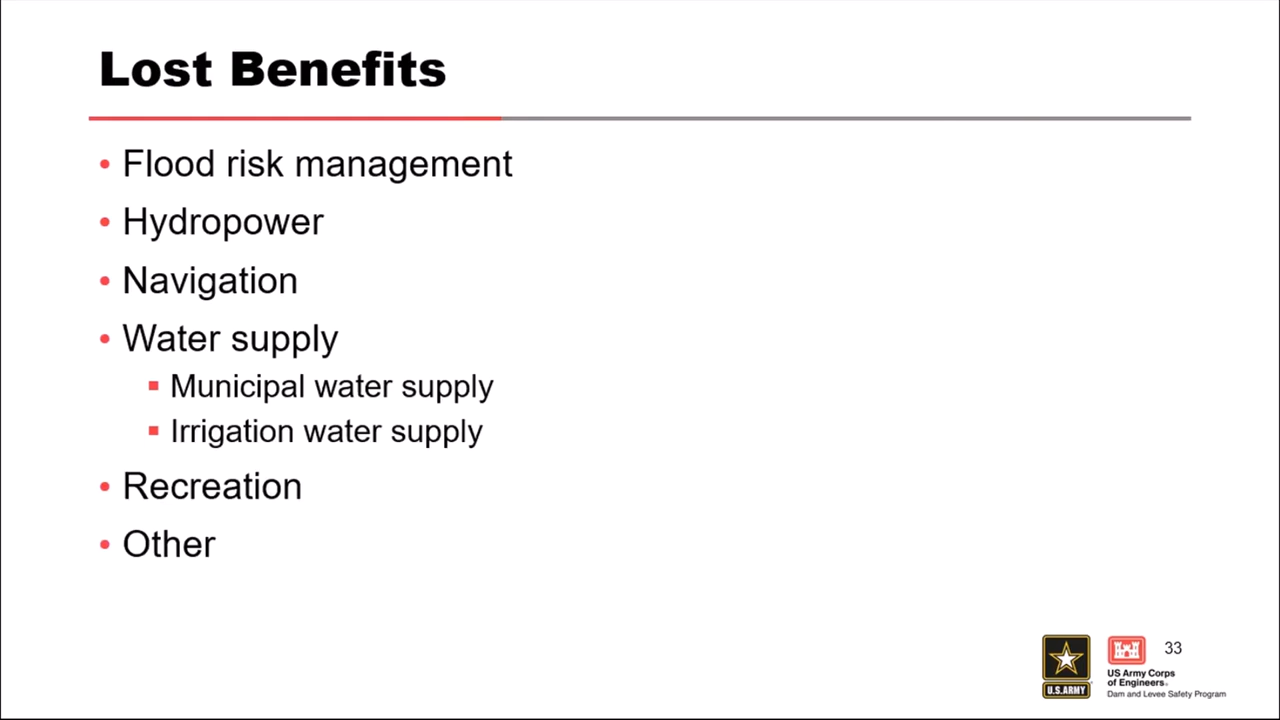 Lost Benefits
• Flood risk management
• Hydropower
• Navigation
• Water supply
▪ Municipal water supply
▪ Irrigation water supply
• Recreation
• Other
33
U.S.ARMY
US Army Corps
of Engineers®
Dam and Levee Safety Program